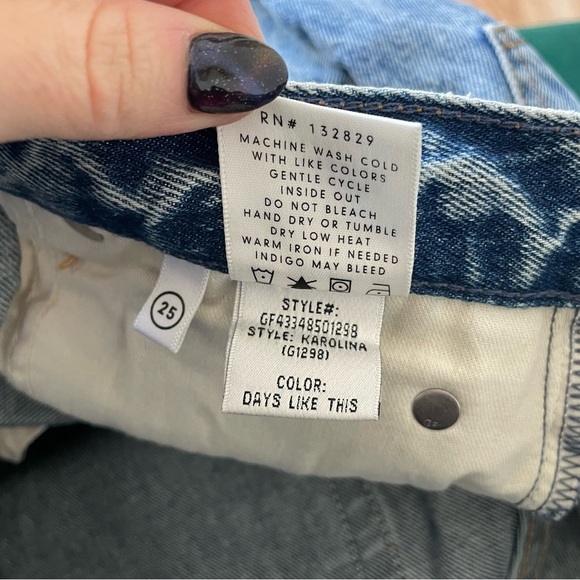 RN# 132829
MACHINE WASH COLD
WITH LIKE COLORS
GENTLE CYCLE
INSIDE OUT
DO NOT BLEACH
HAND DRY OR TUMBLE
DRY LOW HEAT
WARM IRON IF NEEDED
INDIGO MAY BLEED
25
STYLE#:
GF43348501298
STYLE: KAROLINA
(G1298)
COLOR:
DAYS LIKE THIS